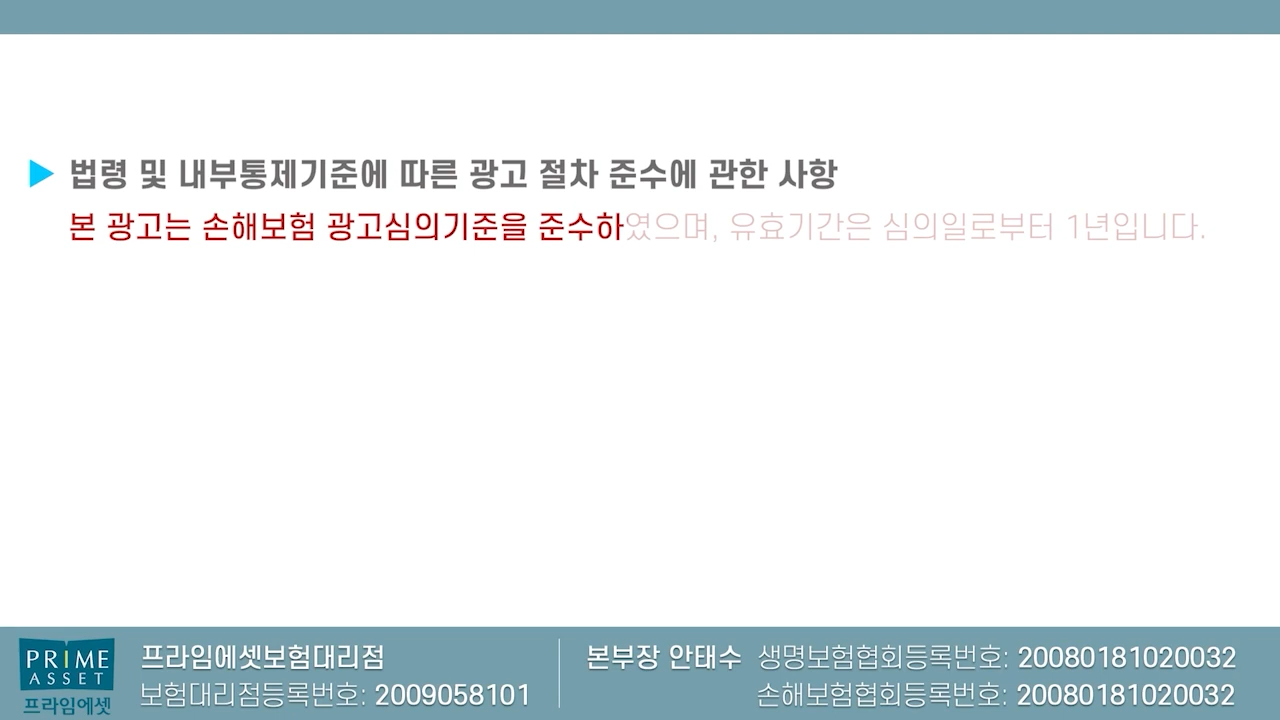 ▶ 법령 및 내부통제기준에 따른 광고 절차 준수에 관한 사항
본 광고는 손해보험 광고심의기준을 준수하였으며, 유효기간은 심의일로부터 1년입니다.
PRIME
ASSET
프라임에셋
프라임에셋보험대리점
보험대리점등록번호: 2009058101
본부장 안태수 생명보험협회등록번호: 20080181020032
손해보험협회등록번호: 20080181020032